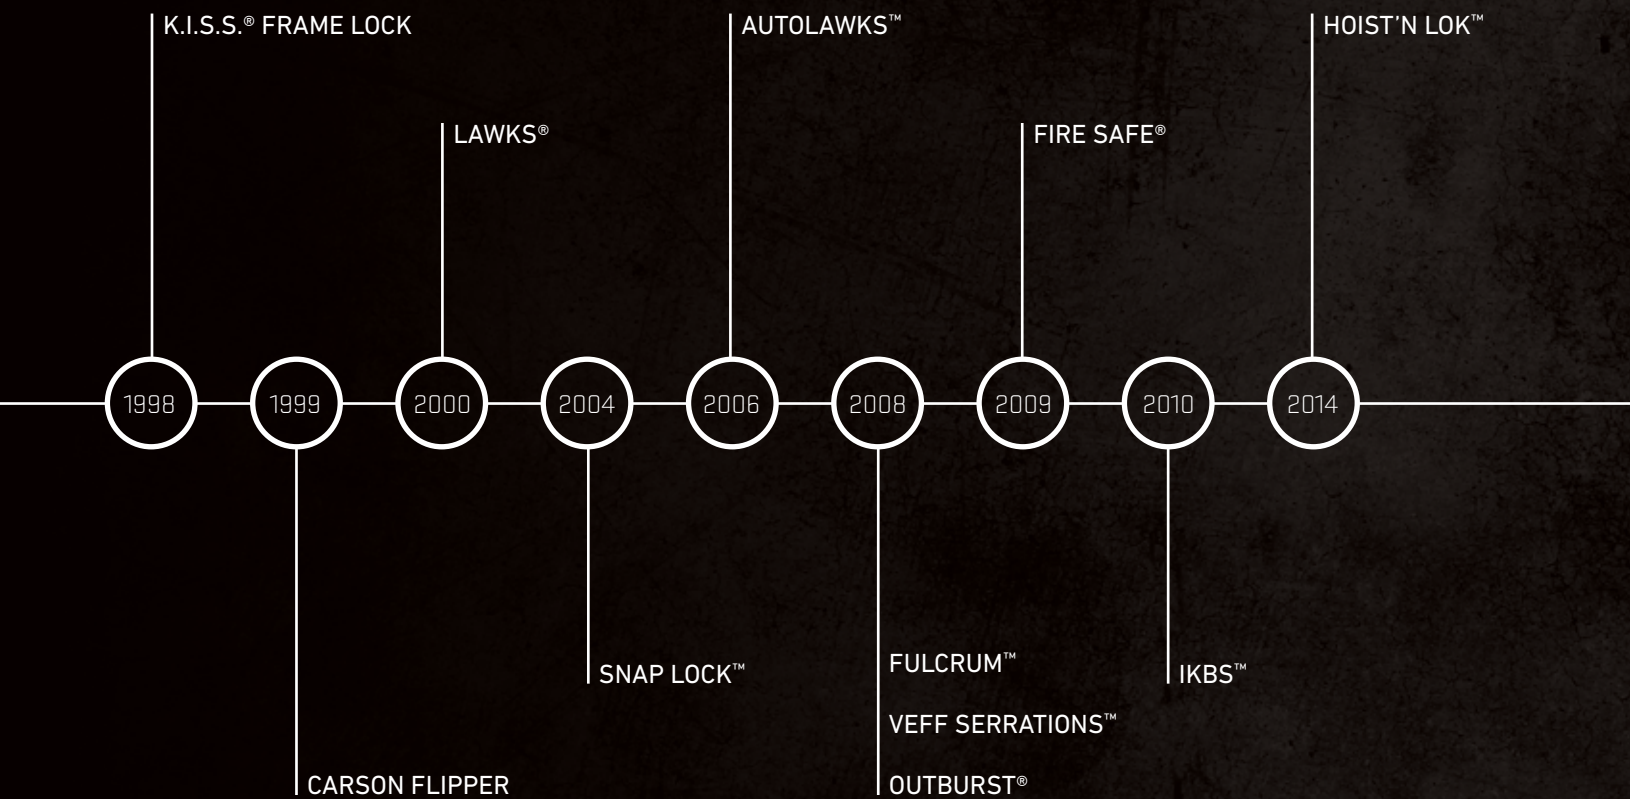 K.I.S.S.® FRAME LOCK
AUTOLAWKS™
HOIST’N LOK™
LAWKS®
FIRE SAFE®
1998
1999
2000
2004
2006
2008
2009
2010
2014
FULCRUM™
SNAP LOCK™
IKBS™
VEFF SERRATIONS™
CARSON FLIPPER
OUTBURST®